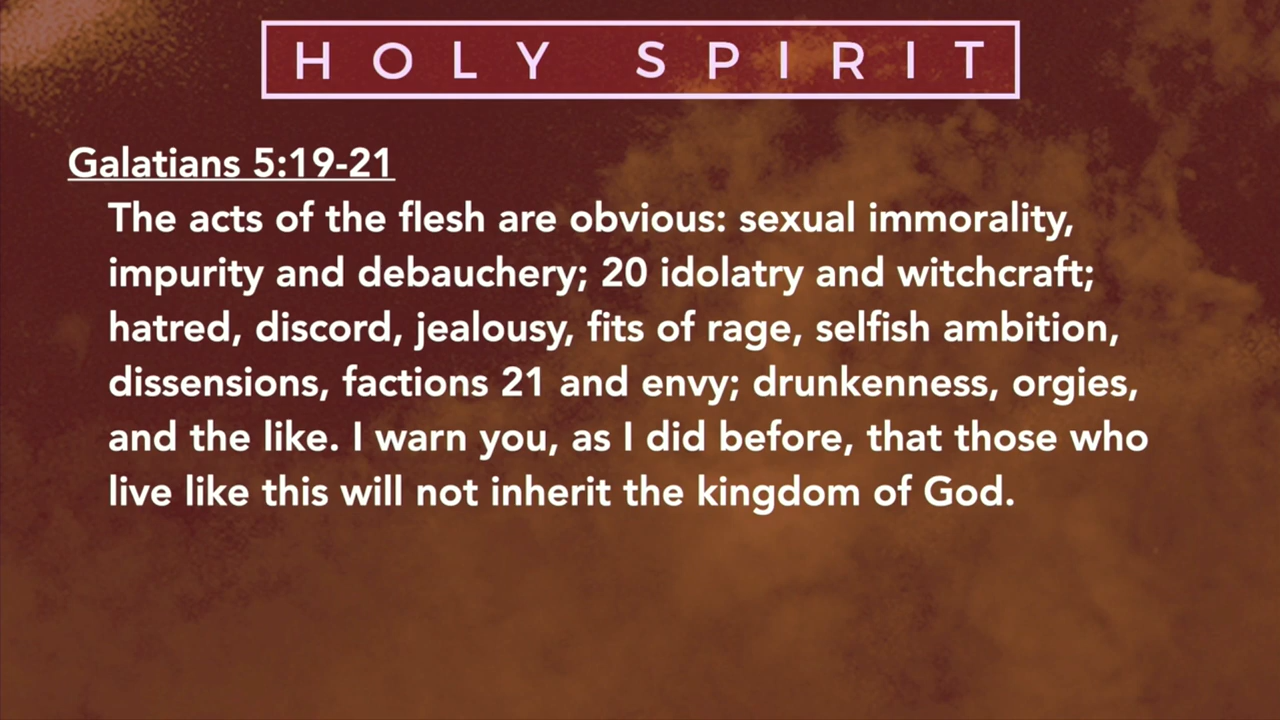 HOLY SPIRIT
Galatians 5:19-21
The acts of the flesh are obvious: sexual immorality,
impurity and debauchery; 20 idolatry and witchcraft;
hatred, discord, jealousy, fits of rage, selfish ambition,
dissensions, factions 21 and envy; drunkenness, orgies,
and the like. I warn you, as I did before, that those who
live like this will not inherit the kingdom of God.